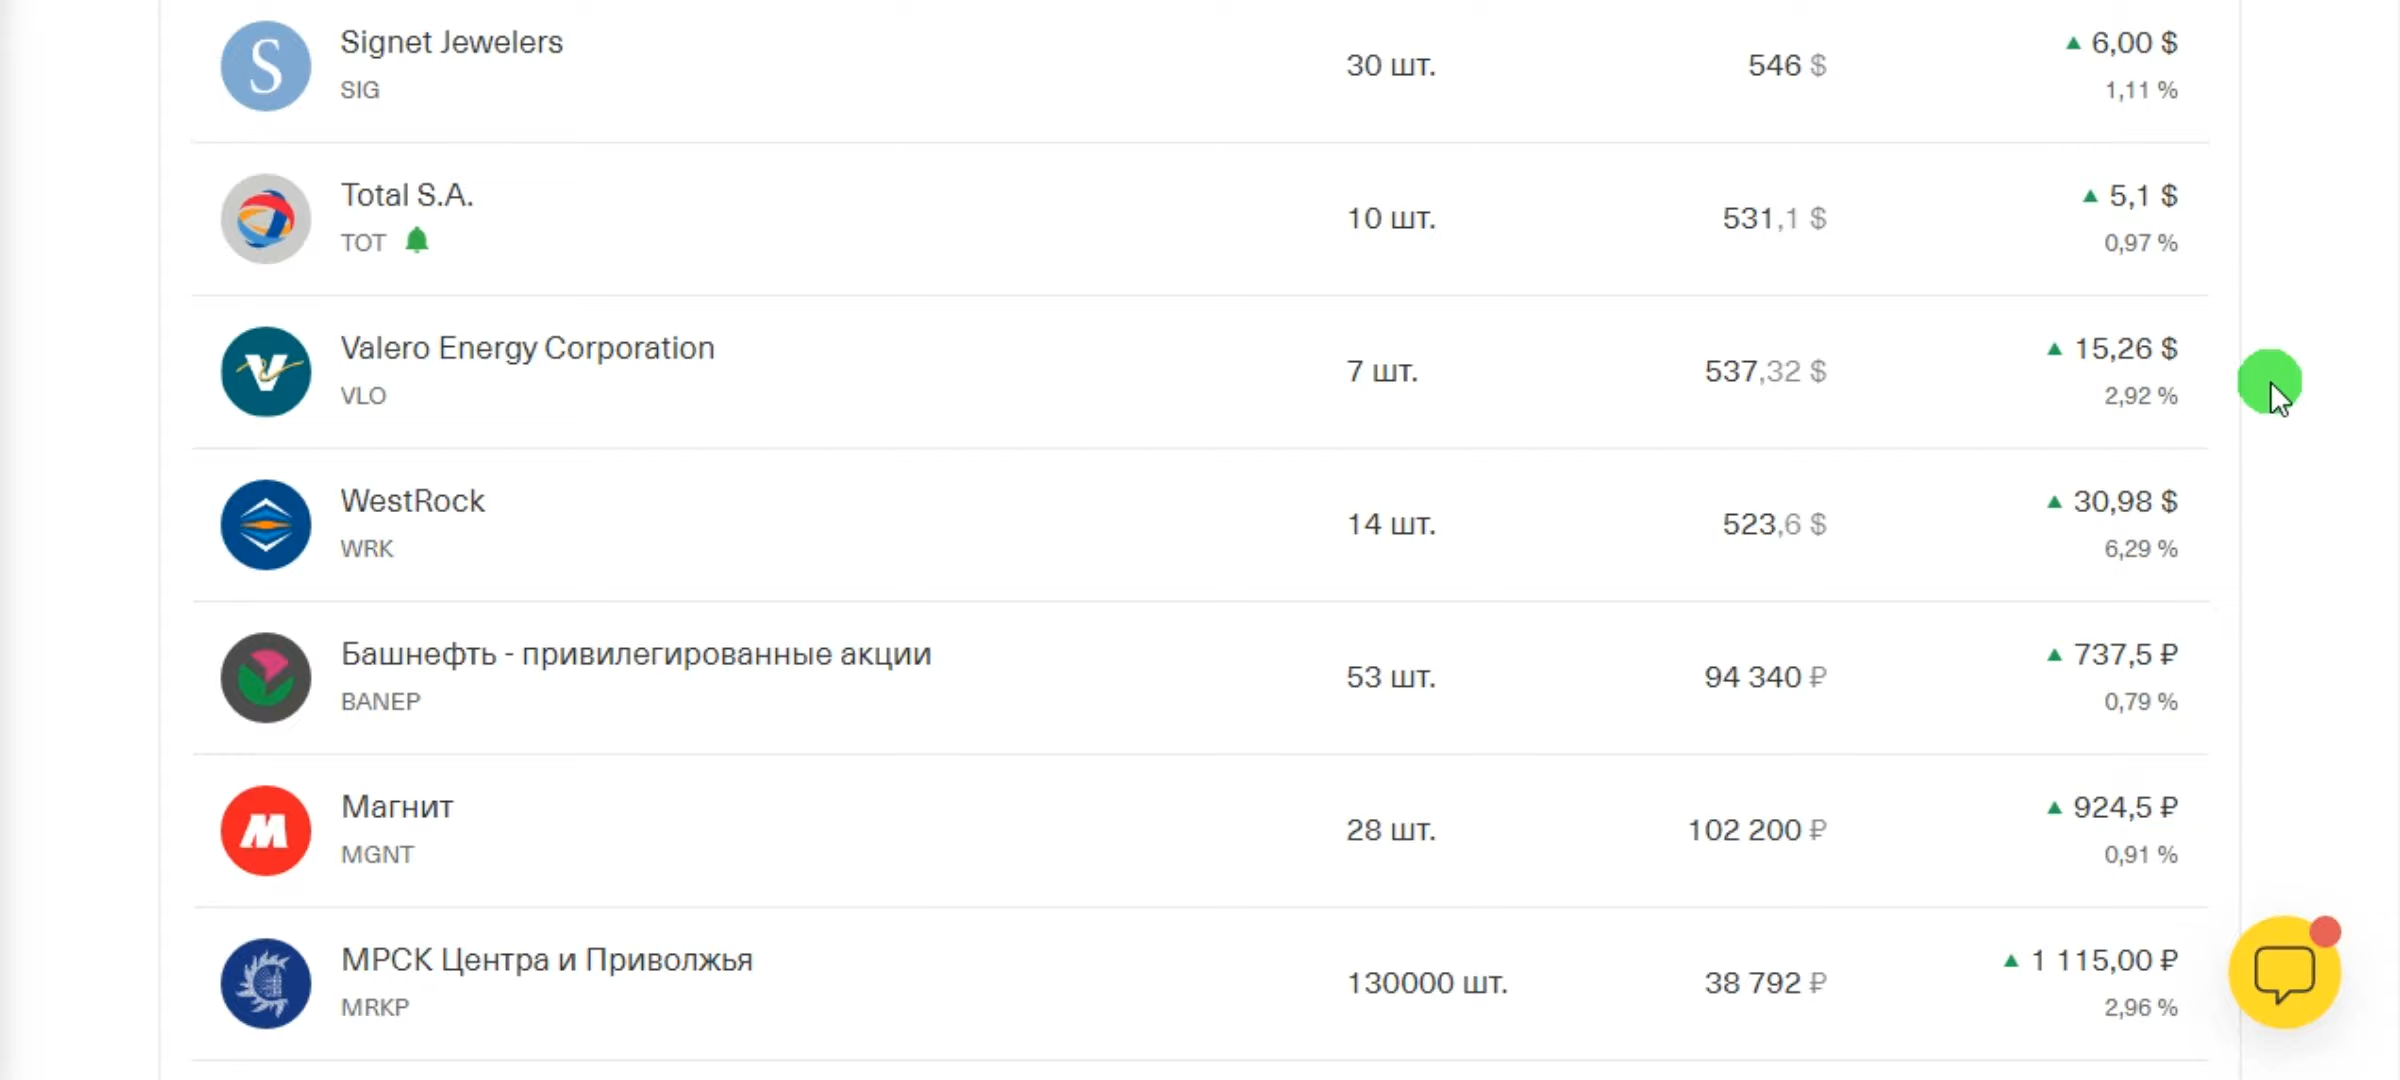 Signet Jewelers
SIG
30 шт.
546 $
▲ 6,00 $
1,11 %
Total S.A.
TOT
10 шт.
531,1 $
▲ 5,1 $
0,97 %
Valero Energy Corporation
VLO
7 шт.
537,32 $
▲ 15,26 $
2,92 %
WestRock
WRK
14 шт.
523,6 $
▲ 30,98 $
6,29 %
Башнефть - привилегированные акции
BANEP
53 шт.
94 340 ₽
▲ 737,5 ₽
0,79 %
Магнит
MGNT
28 шт.
102 200 ₽
▲ 924,5 ₽
0,91 %
МРСК Центра и Приволжья
MRKP
130000 шт.
38 792 ₽
▲ 1 115,00 ₽
2,96 %